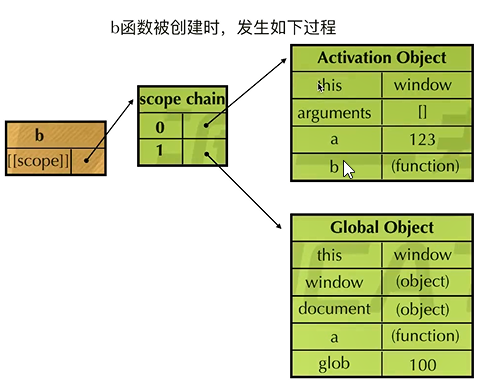 b函数被创建时，发生如下过程
b
[[scope]]
scope chain
0
1
Activation Object
this window
arguments []
a 123
b (function)
Global Object
this window
window (object)
document (object)
a (function)
glob 100